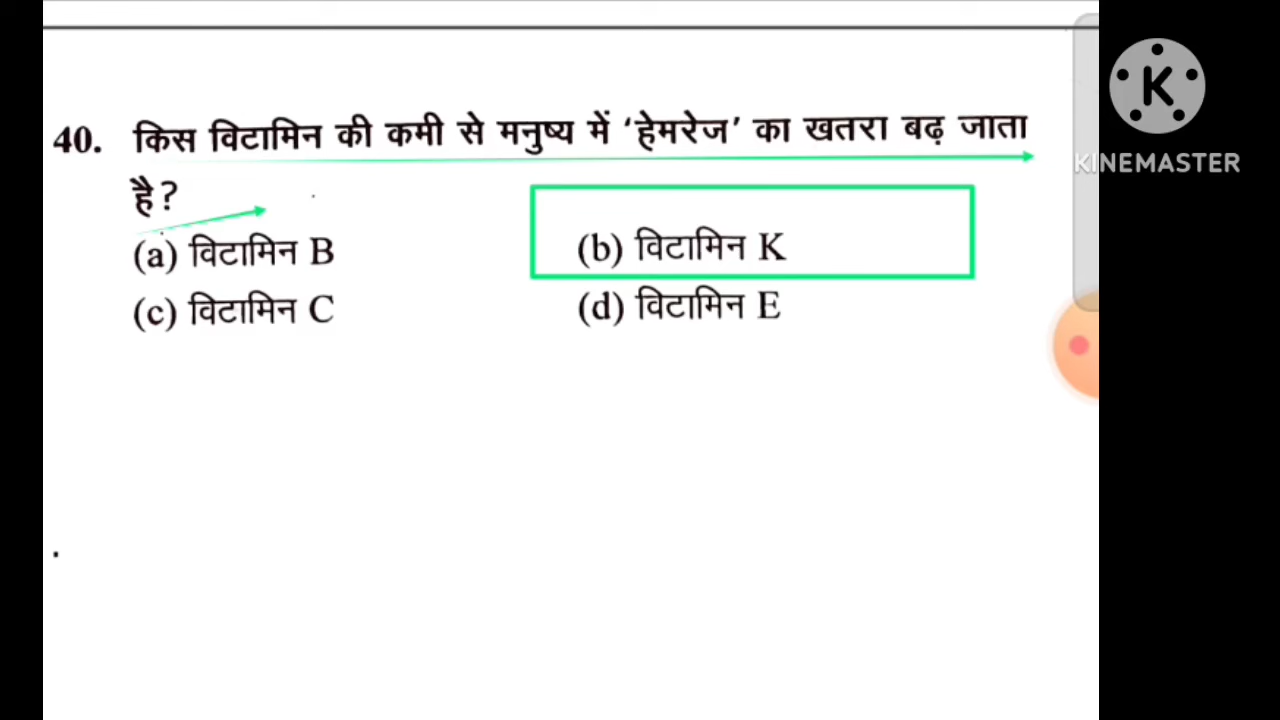 40. किस विटामिन की कमी से मनुष्य में ‘हेमरेज’ का खतरा बढ़ जाता
है?
(a) विटामिन B (b) विटामिन K
(c) विटामिन C (d) विटामिन E
K
KINEMASTER